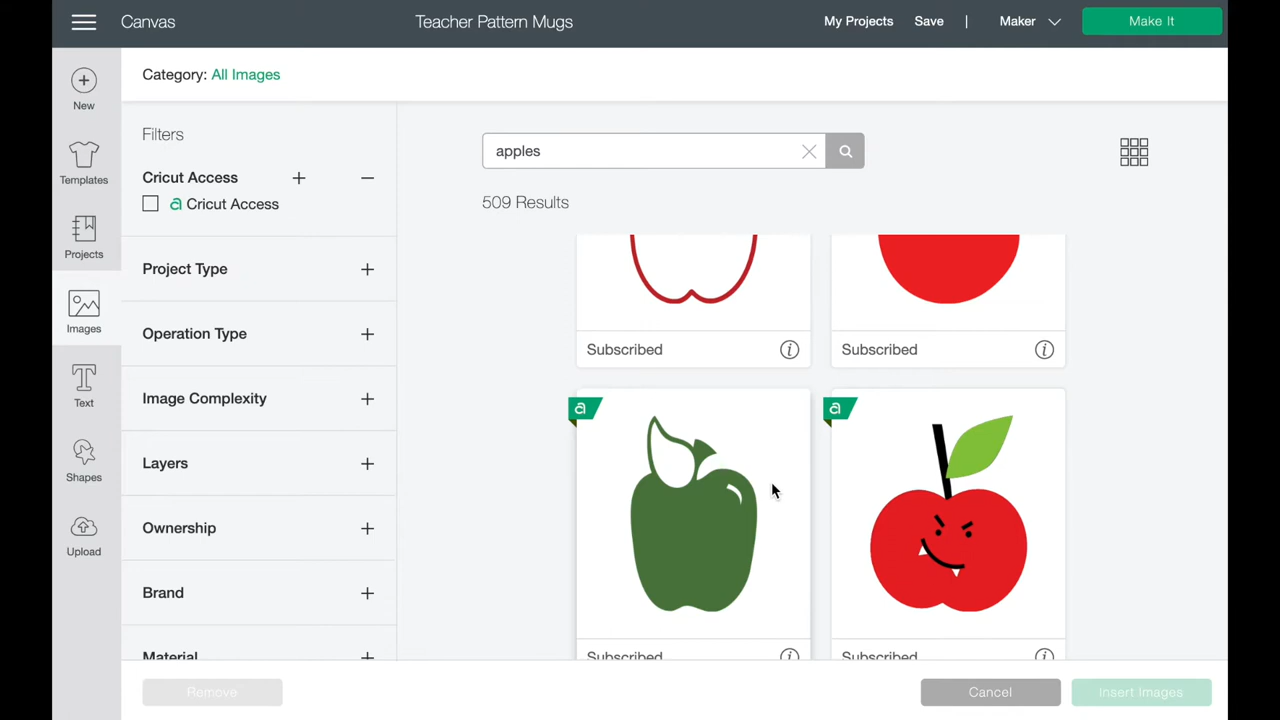 Canvas
Teacher Pattern Mugs
My Projects
Save
|
Maker
Make It
New
Templates
Projects
Images
Text
Shapes
Upload
Category: All Images
Filters
Cricut Access
a Cricut Access
Project Type
Operation Type
Image Complexity
Layers
Ownership
Brand
Material
apples
509 Results
Subscribed
Subscribed
a
a
Subscribed
Subscribed
Remove
Cancel
Insert Images